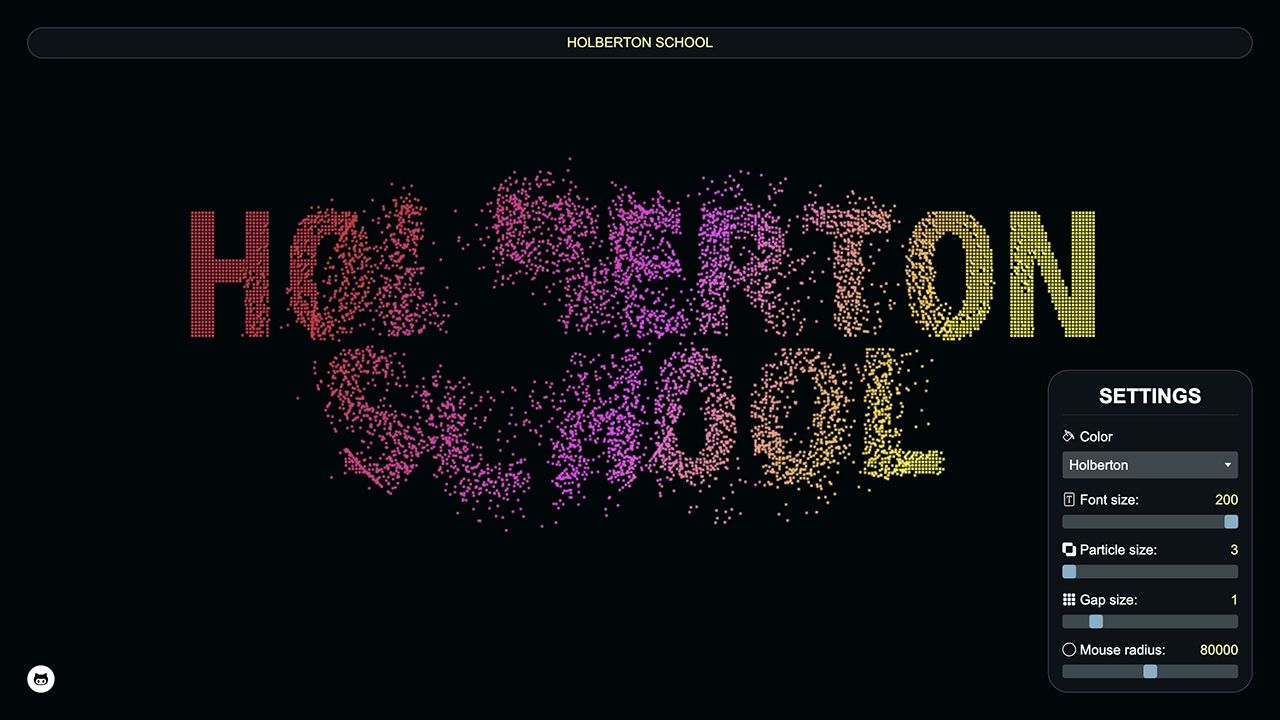 HOLBERTON SCHOOL
HOLBERTON
SCHOOL
SETTINGS
Color
Holberton
Font size: 200
Particle size: 3
Gap size: 1
Mouse radius: 80000